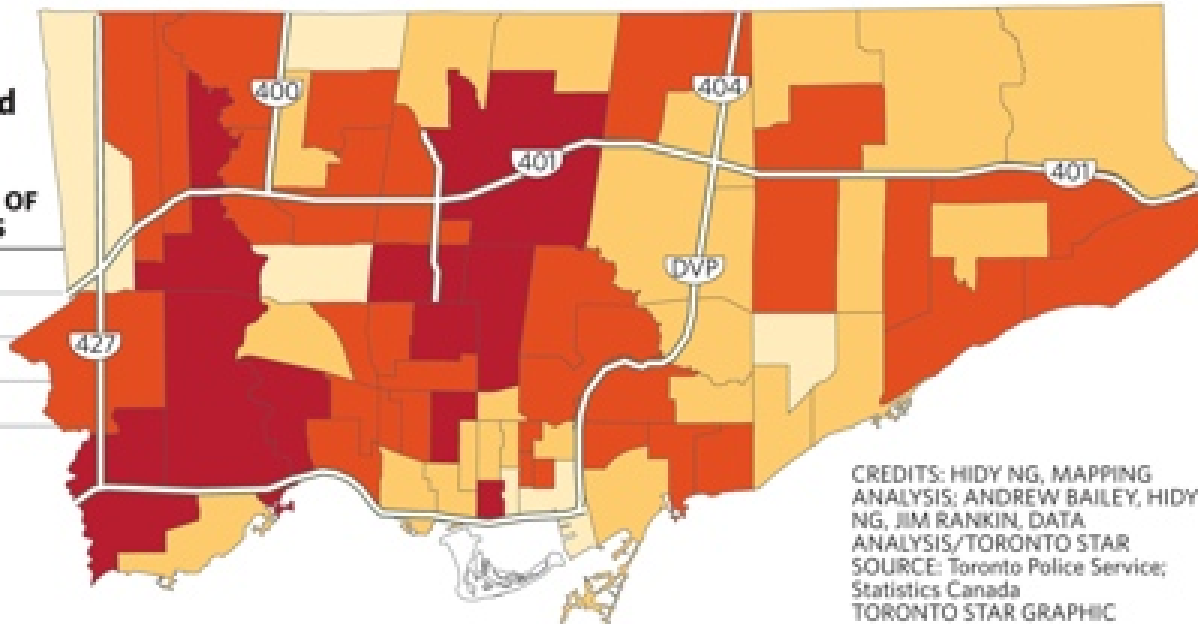 d
OF
S
400
404
401
401
DVP
427
CREDITS: HIDY NG, MAPPING
ANALYSIS; ANDREW BAILEY, HIDY
NG, JIM RANKIN, DATA
ANALYSIS/TORONTO STAR
SOURCE: Toronto Police Service;
Statistics Canada
TORONTO STAR GRAPHIC